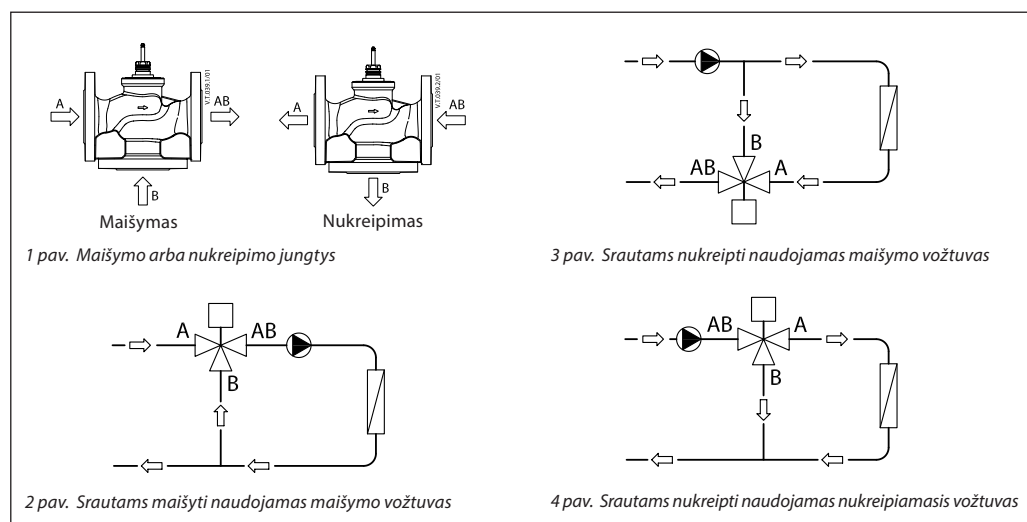 A
AB
V.T.039.1/01
B
Maišymas
A
AB
V.T.039.2/01
B
Nukreipimas
1 pav. Maišymo arba nukreipimo jungtys
B
AB
A
3 pav. Srautams nukreipti naudojamas maišymo vožtuvas
A
AB
B
2 pav. Srautams maišyti naudojamas maišymo vožtuvas
AB
A
B
4 pav. Srautams nukreipti naudojamas nukreipiamasis vožtuvas